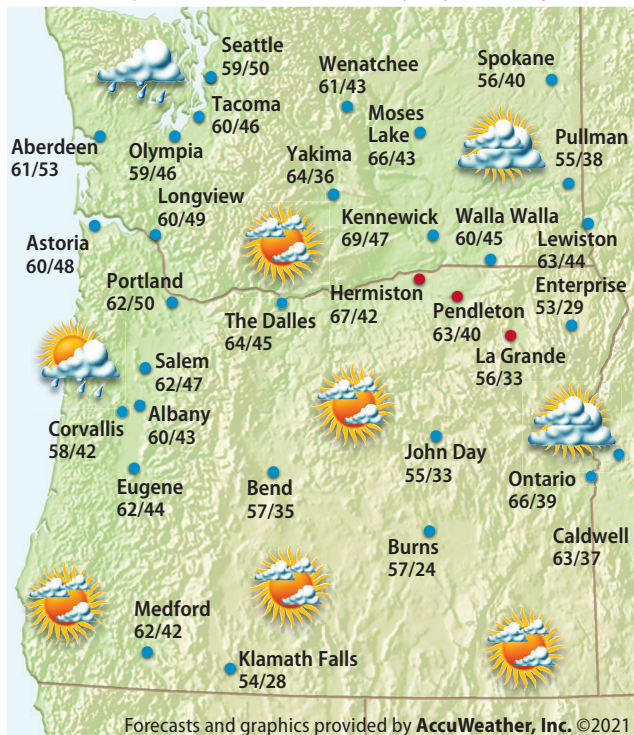 Seattle
59/50
Wenatchee
61/43
Spokane
56/40
Tacoma
60/46
Moses
Lake
66/43
Aberdeen
61/53
Olympia
59/46
Yakima
64/36
Pullman
55/38
Longview
60/49
Kennewick
69/47
Walla Walla
60/45
Lewiston
63/44
Astoria
60/48
Portland
62/50
The Dalles
64/45
Hermiston
67/42
Pendleton
63/40
Enterprise
53/29
La Grande
56/33
Salem
62/47
Albany
60/43
Corvallis
58/42
John Day
55/33
Eugene
62/44
Bend
57/35
Ontario
66/39
Burns
57/24
Caldwell
63/37
Medford
62/42
Klamath Falls
54/28
Forecasts and graphics provided by AccuWeather, Inc. ©2021